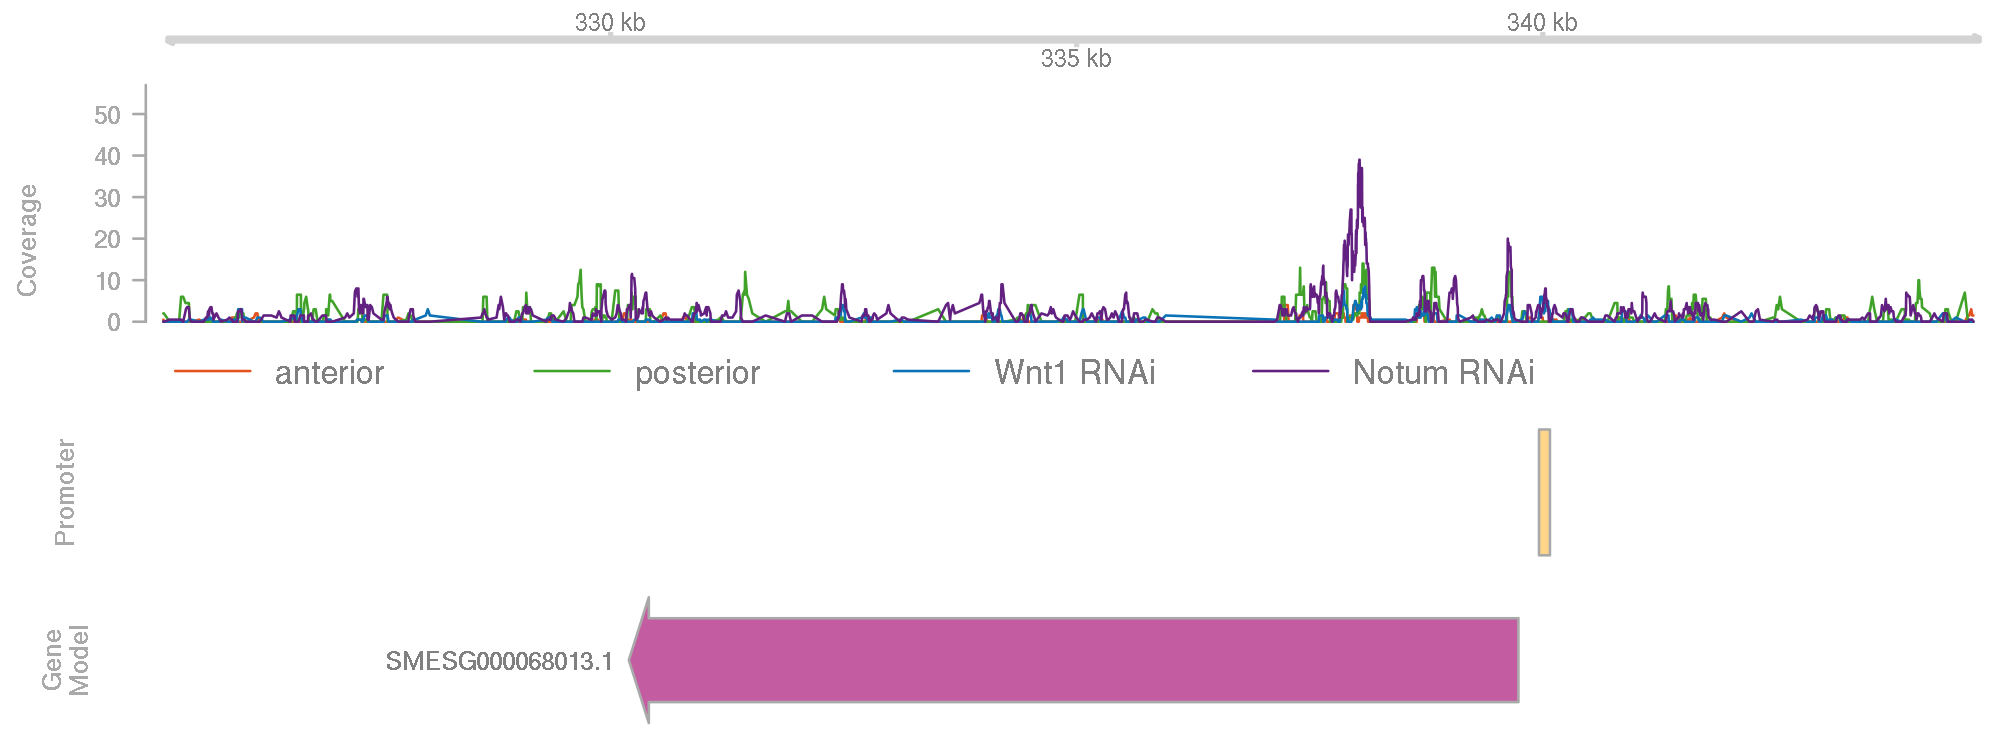 330 kb
340 kb
335 kb
Coverage
50
40
30
20
10
0
anterior posterior Wnt1 RNAi Notum RNAi
Promoter
Gene
Model
SMESG000068013.1